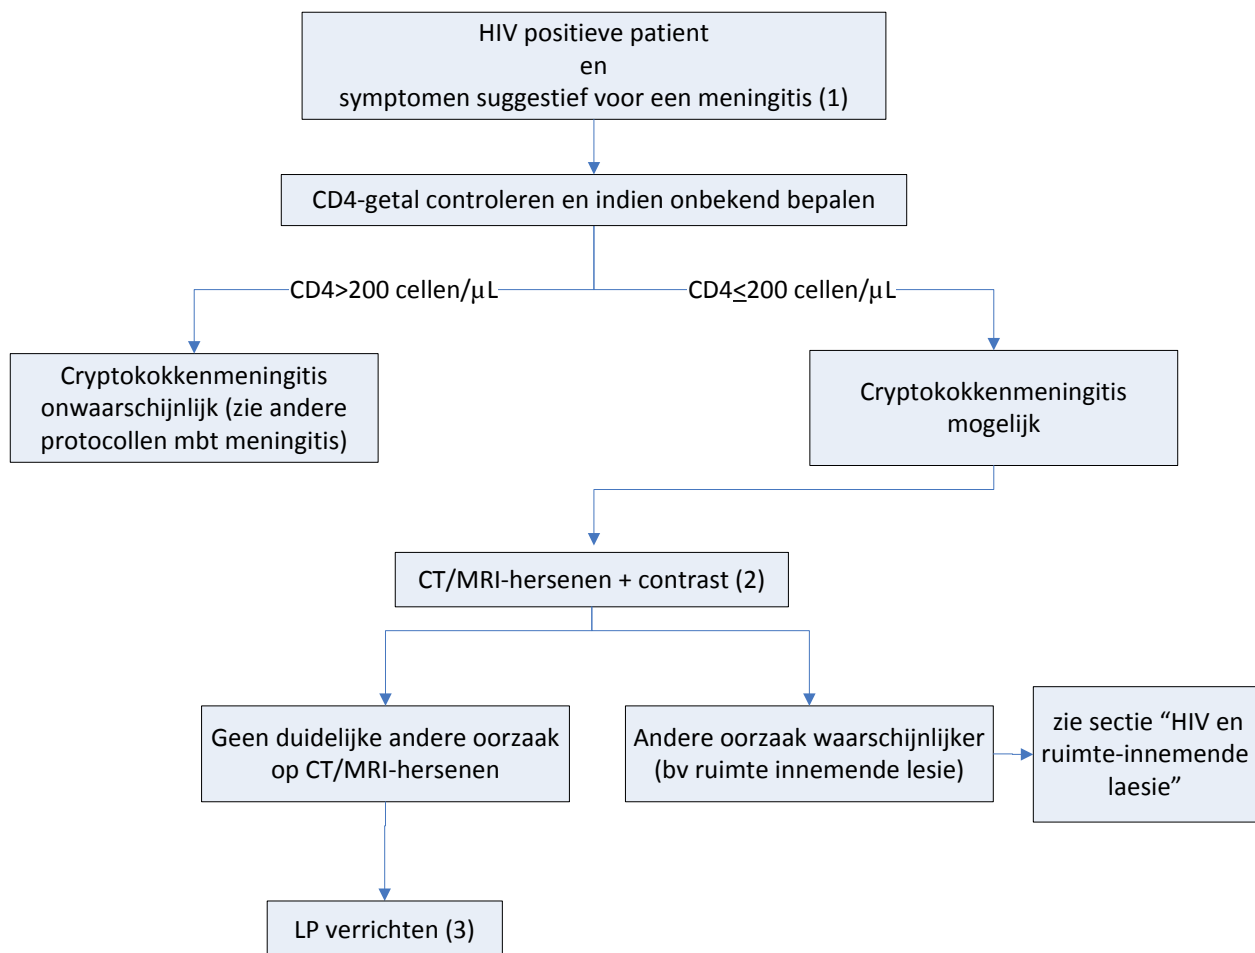 HIV positieve patient
en
symptomen suggestief voor een meningitis (1)
CD4-getal controleren en indien onbekend bepalen
CD4>200 cellen/µL
CD4≤200 cellen/µL
Cryptokokkenmeningitis
onwaarschijnlijk (zie andere
protocollen mbt meningitis)
Cryptokokkenmeningitis
mogelijk
CT/MRI-hersenen + contrast (2)
Geen duidelijke andere oorzaak
op CT/MRI-hersenen
Andere oorzaak waarschijnlijker
(bv ruimte innemende lesie)
zie sectie “HIV en
ruimte-innemende
laesie”
LP verrichten (3)